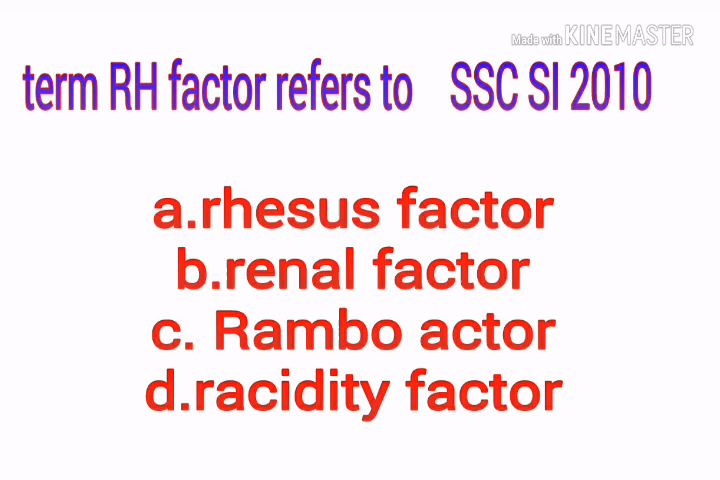 Made with KINEMASTER
term RH factor refers to SSC SI 2010
a.rhesus factor
b.renal factor
c. Rambo actor
d.racidity factor